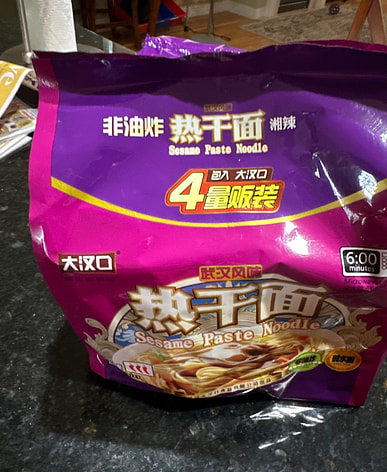 非油炸 热干面 湘辣
Sesame Paste Noodle
包入 大汉口
4量贩装
大汉口
6:00
minutes
武汉风味
热干面
Sesame Paste Noodle